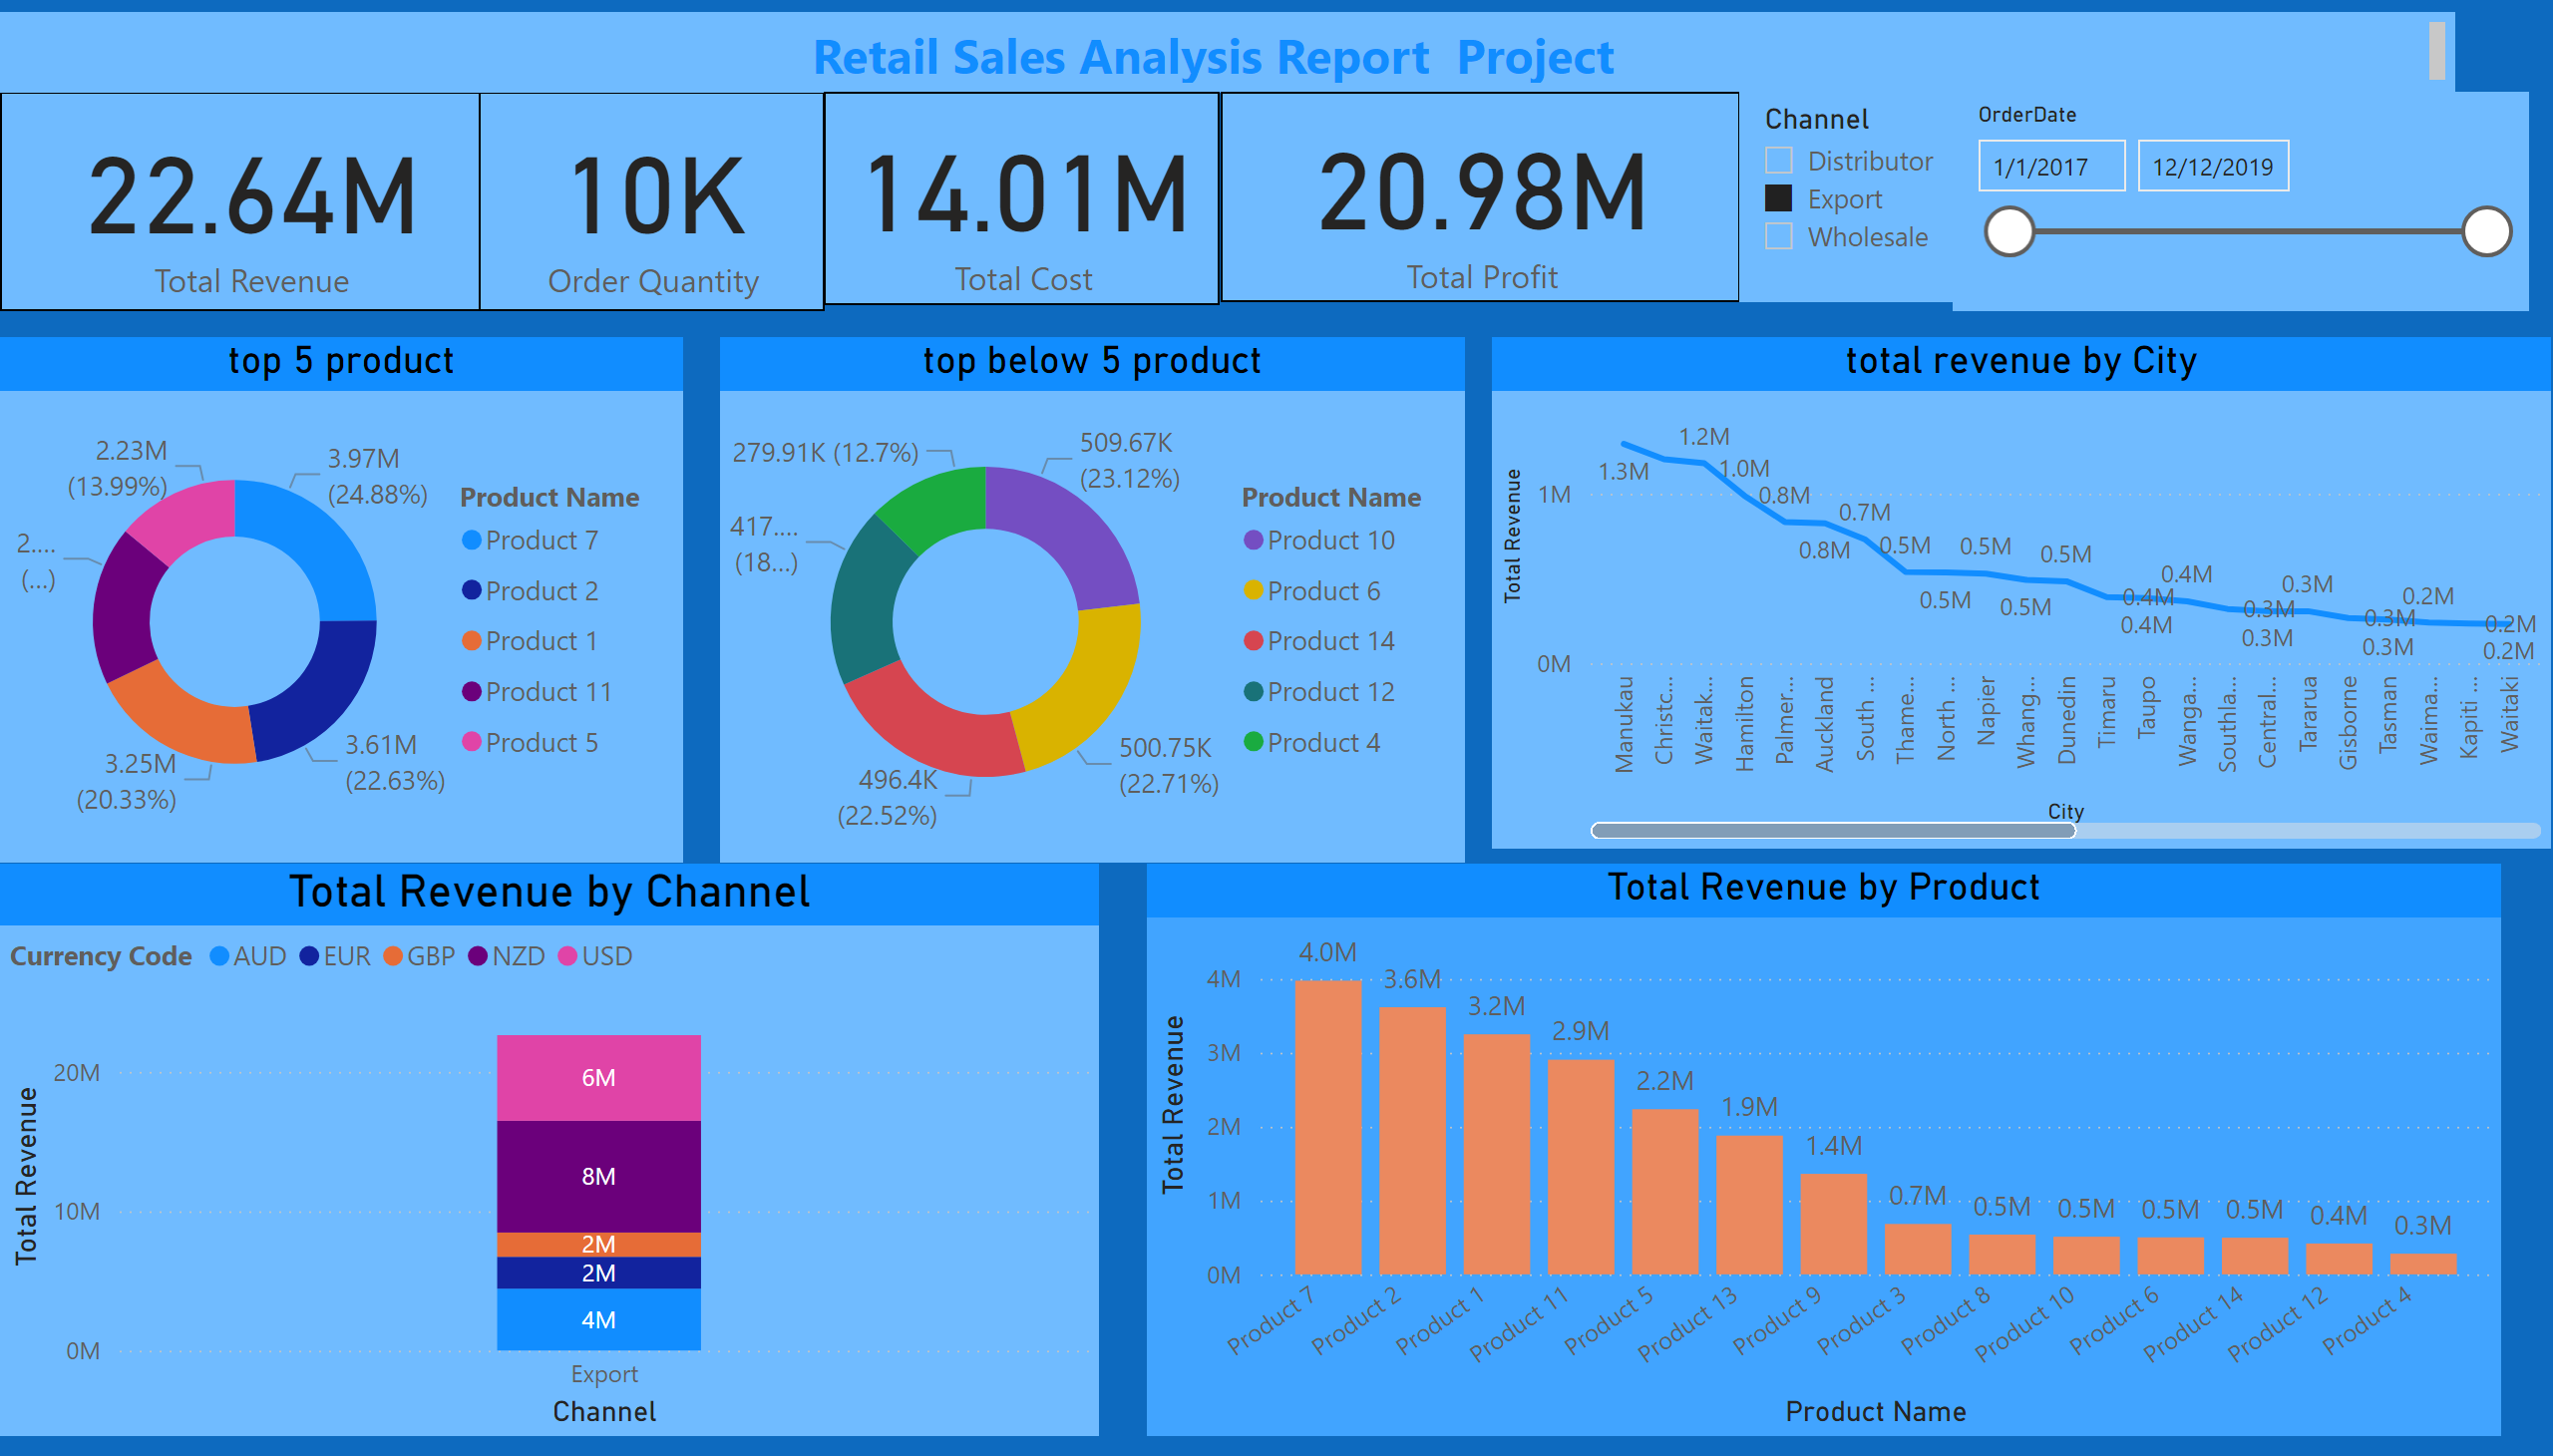 Retail Sales Analysis Report  Project
22.64M
Total Revenue
10K
Order Quantity
14.01M
Total Cost
20.98M
Total Profit
Channel
Distributor
Export
Wholesale
OrderDate
1/1/2017
12/12/2019
top 5 product
2.23M
(13.99%)
3.97M
(24.88%)
2....
(...)
3.25M
(20.33%)
3.61M
(22.63%)
Product Name
Product 7
Product 2
Product 1
Product 11
Product 5
top below 5 product
279.91K (12.7%)
509.67K
(23.12%)
417....
(18...)
496.4K
(22.52%)
500.75K
(22.71%)
Product Name
Product 10
Product 6
Product 14
Product 12
Product 4
total revenue by City
Total Revenue
1M
0M
1.3M
1.2M
1.0M
0.8M
0.8M
0.7M
0.5M
0.5M
0.5M
0.5M
0.5M
0.4M
0.4M
0.4M
0.3M
0.3M
0.3M
0.3M
0.3M
0.2M
0.2M
0.2M
Manukau
Christc...
Waitak...
Hamilton
Palmer...
Auckland
South ...
Thame...
North ...
Napier
Whang...
Dunedin
Timaru
Taupo
Wanga...
Southla...
Central...
Tararua
Gisborne
Tasman
Waima...
Kapiti ...
Waitaki
City
Total Revenue by Channel
Currency Code AUD EUR GBP NZD USD
Total Revenue
20M
10M
0M
6M
8M
2M
2M
4M
Export
Channel
Total Revenue by Product
Total Revenue
4M
3M
2M
1M
0M
4.0M
3.6M
3.2M
2.9M
2.2M
1.9M
1.4M
0.7M
0.5M
0.5M
0.5M
0.5M
0.4M
0.3M
Product 7
Product 2
Product 1
Product 11
Product 5
Product 13
Product 9
Product 3
Product 8
Product 10
Product 6
Product 14
Product 12
Product 4
Product Name